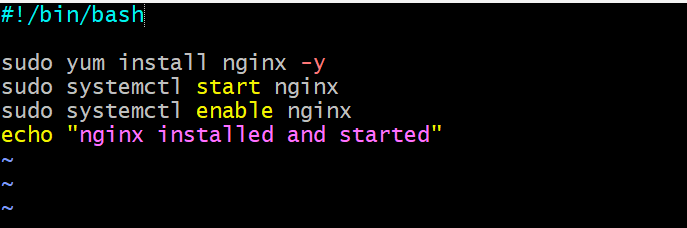 #!/bin/bash

sudo yum install nginx -y
sudo systemctl start nginx
sudo systemctl enable nginx
echo "nginx installed and started"
~
~
~